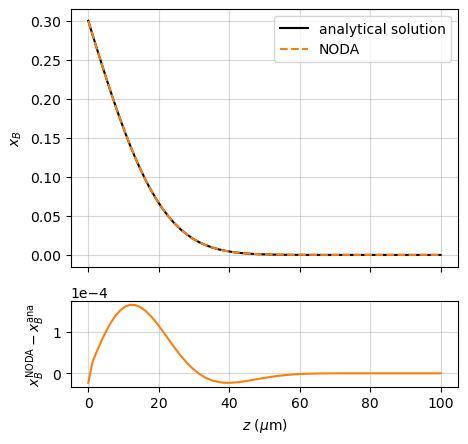 0.30
0.25
0.20
0.15
0.10
0.05
0.00
x_B
analytical solution
NODA
1e−4
1
0
x_B^NODA − x_B^ana
0 20 40 60 80 100
z (μm)